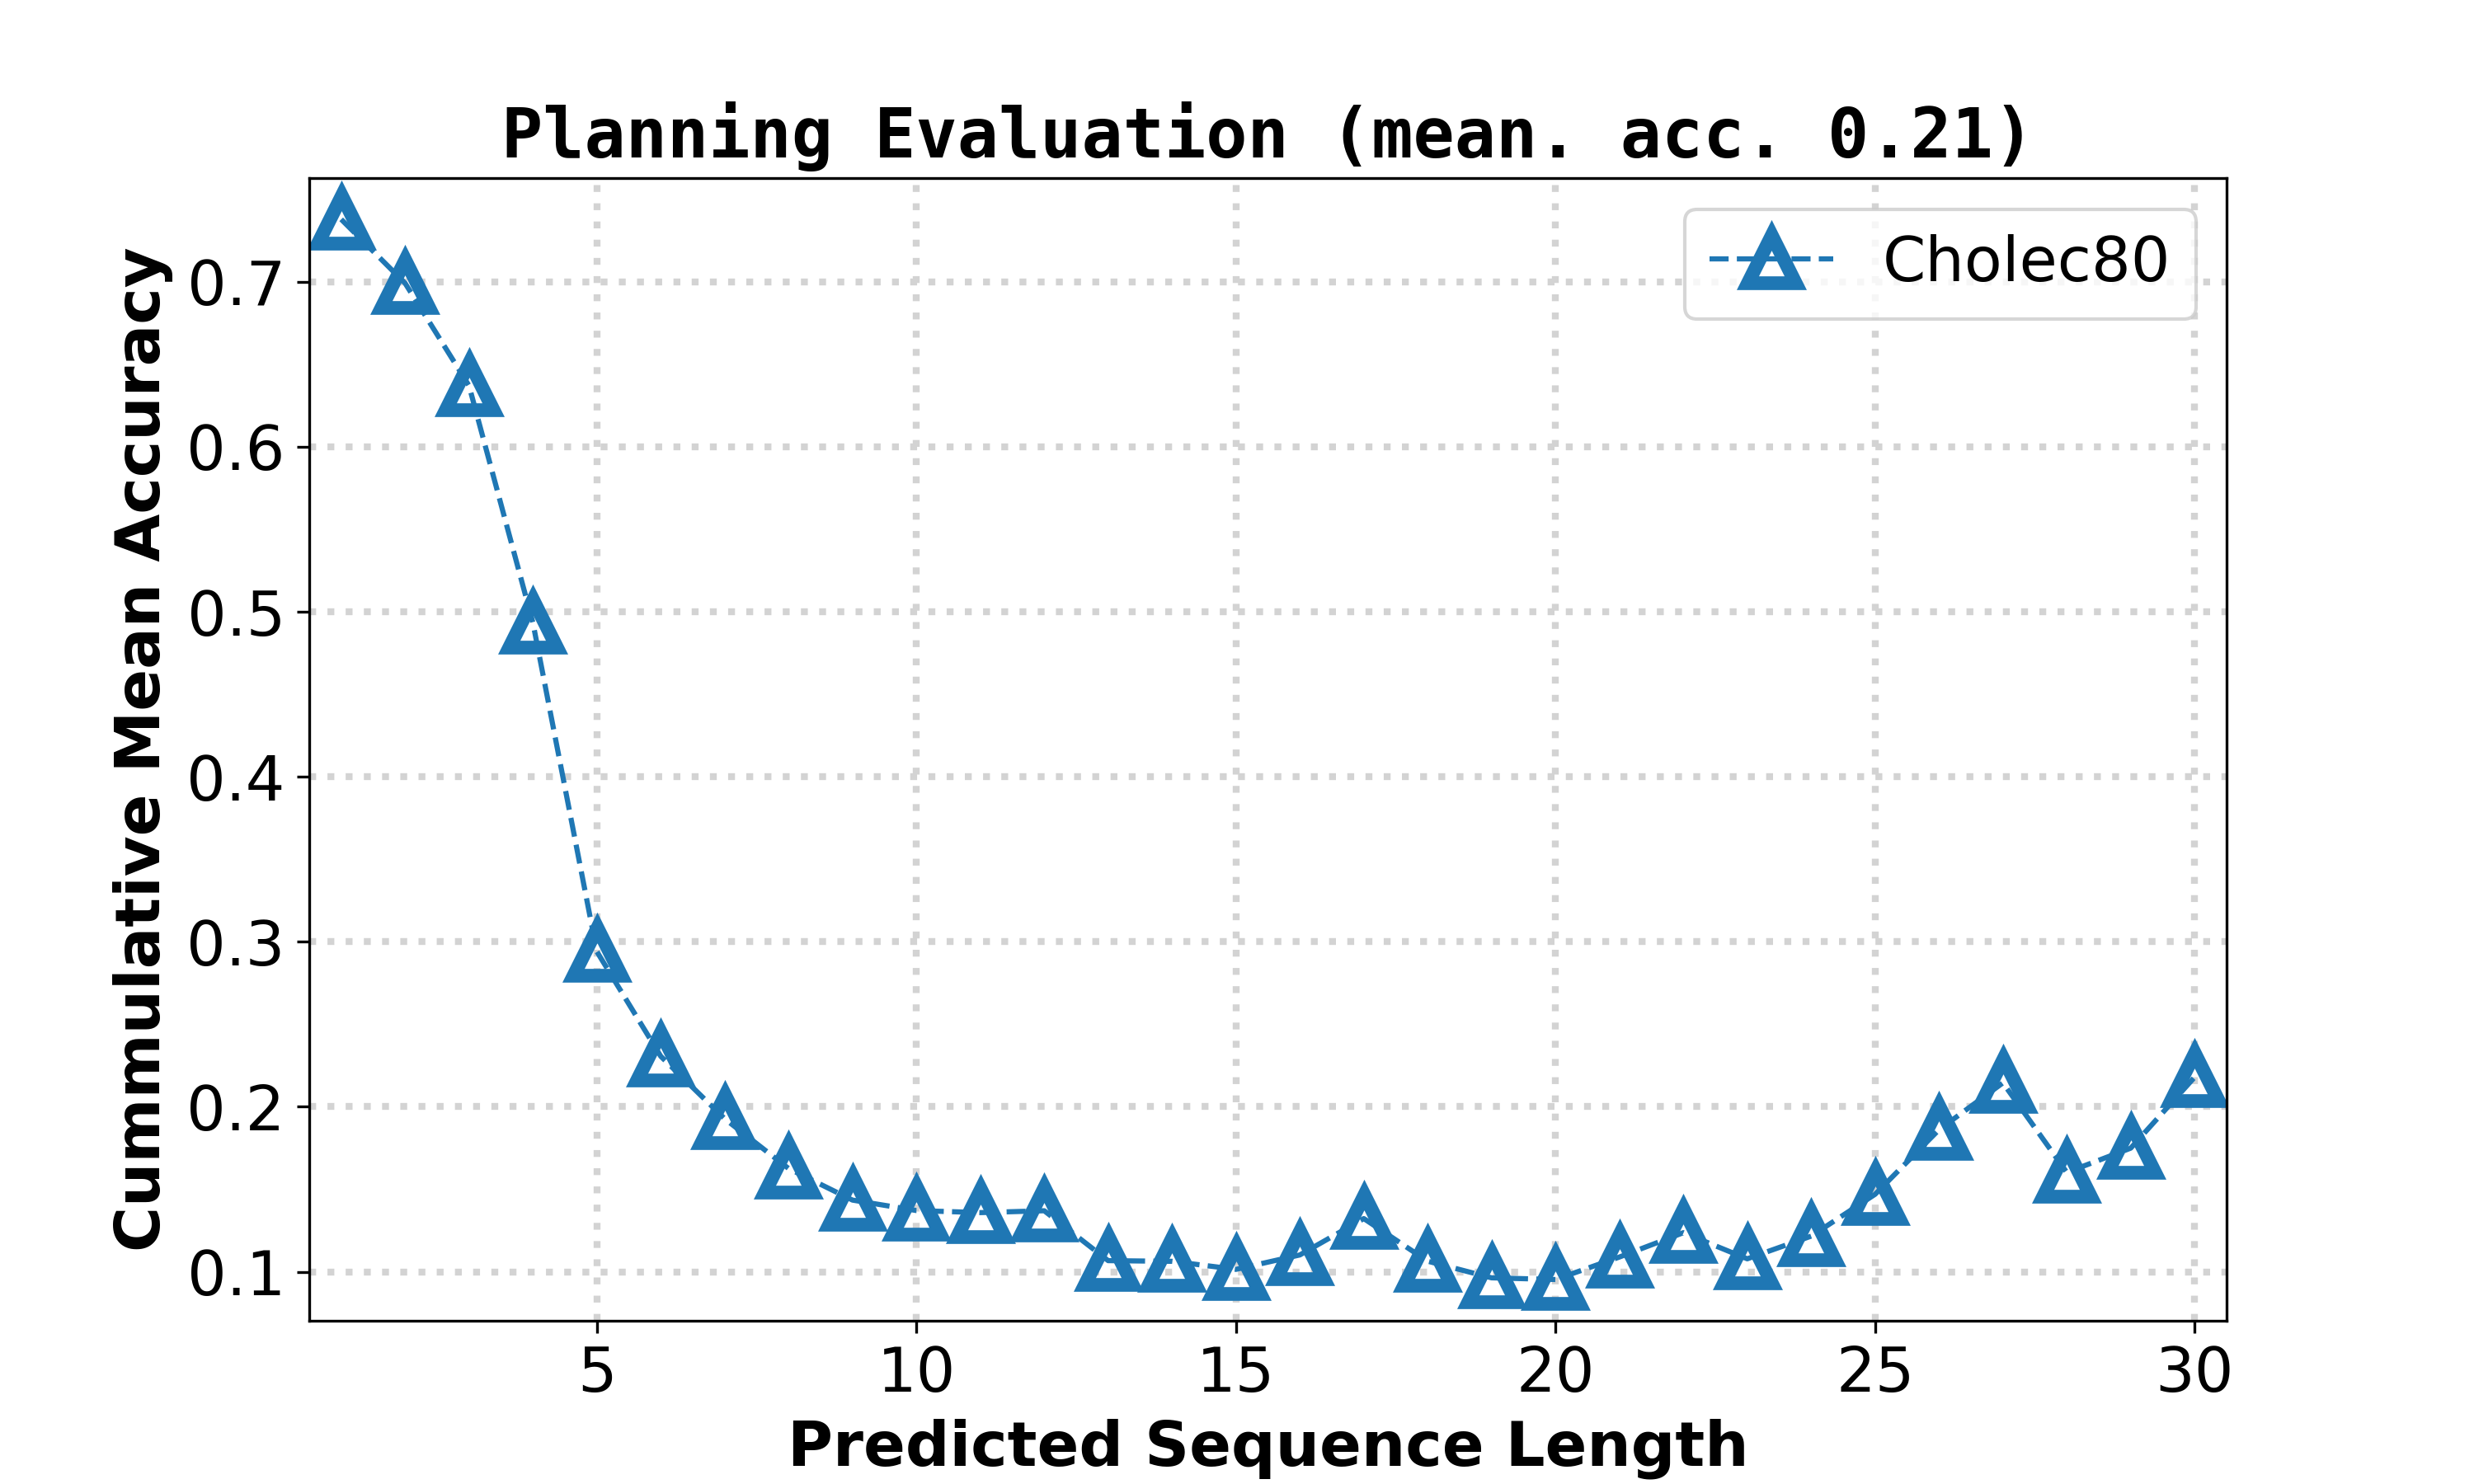 Planning Evaluation (mean. acc. 0.21)
Cholec80
Cummulative Mean Accuracy
0.7
0.6
0.5
0.4
0.3
0.2
0.1
5 10 15 20 25 30
Predicted Sequence Length